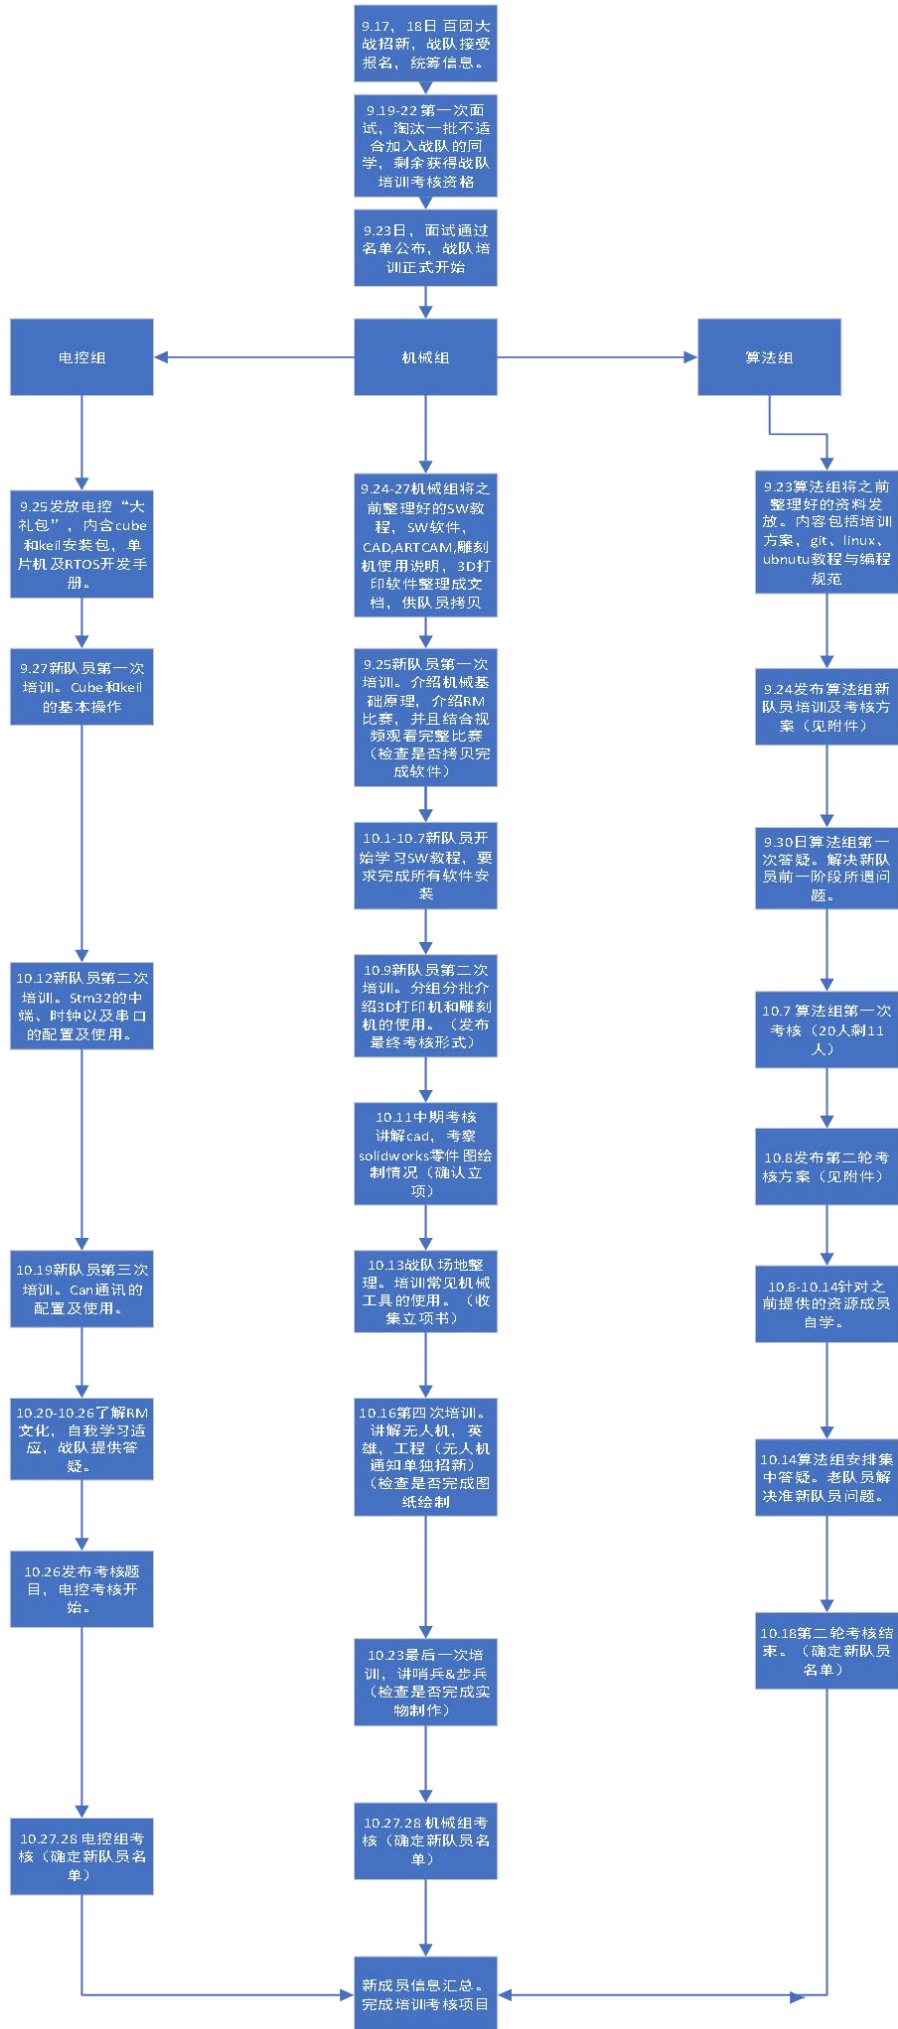 9.17，18日 百团大
战招新，战队接受
报名，统筹信息。
9.19-22 第一次面
试，淘汰一批不适
合加入战队的同
学，剩余获得战队
培训考核资格
9.23日，面试通过
名单公布，战队培
训正式开始
电控组
机械组
算法组
9.25发放电控“大
礼包”，内含cube
和keil安装包，单
片机及RTOS开发手
册。
9.27新队员第一次
培训。Cube和keil
的基本操作
10.12新队员第二次
培训。Stm32的中
端、时钟以及串口
的配置及使用。
10.19新队员第三次
培训。Can通讯的
配置及使用。
10.20-10.26了解RM
文化，自我学习适
应，战队提供答
疑。
10.26发布考核题
目，电控考核开
始。
10.27.28 电控组考
核（确定新队员名
单）
9.24-27机械组将之
前整理好的SW教
程，SW软件，
CAD,ARTCAM,雕刻
机使用说明，3D打
印软件整理成文
档，供队员拷贝
9.25新队员第一次
培训。介绍机械基
础原理，介绍RM
比赛，并且结合视
频观看完整比赛
（检查是否拷贝完
成软件）
10.1-10.7新队员开
始学习SW教程，要
求完成所有软件安
装
10.9新队员第二次
培训。分组分批介
绍3D打印机和雕刻
机的使用。（发布
最终考核形式）
10.11中期考核
讲解cad，考察
solidworks零件图绘
制情况（确认立
项）
10.13战队场地整
理。培训常见机械
工具的使用。（收
集立项书）
10.16第四次培训。
讲解无人机，英
雄，工程（无人机
通知单独招新）
（检查是否完成图
纸绘制
10.23最后一次培
训，讲哨兵&步兵
（检查是否完成实
物制作）
10.27.28 机械组考
核（确定新队员名
单）
9.23算法组将之前
整理好的资料发
放。内容包括培训
方案，git、linux、
ubnutu教程与编程
规范
9.24发布算法组新
队员培训及考核方
案（见附件）
9.30日算法组第一
次答疑。解决新队
员前一阶段所遇问
题。
10.7 算法组第一次
考核（20人剩11
人）
10.8发布第二轮考
核方案（见附件）
10.8-10.14针对之
前提供的资源成员
自学。
10.14算法组安排集
中答疑。老队员解
决准新队员问题。
10.18第二轮考核结
束。（确定新队员
名单）
新成员信息汇总。
完成培训考核项目